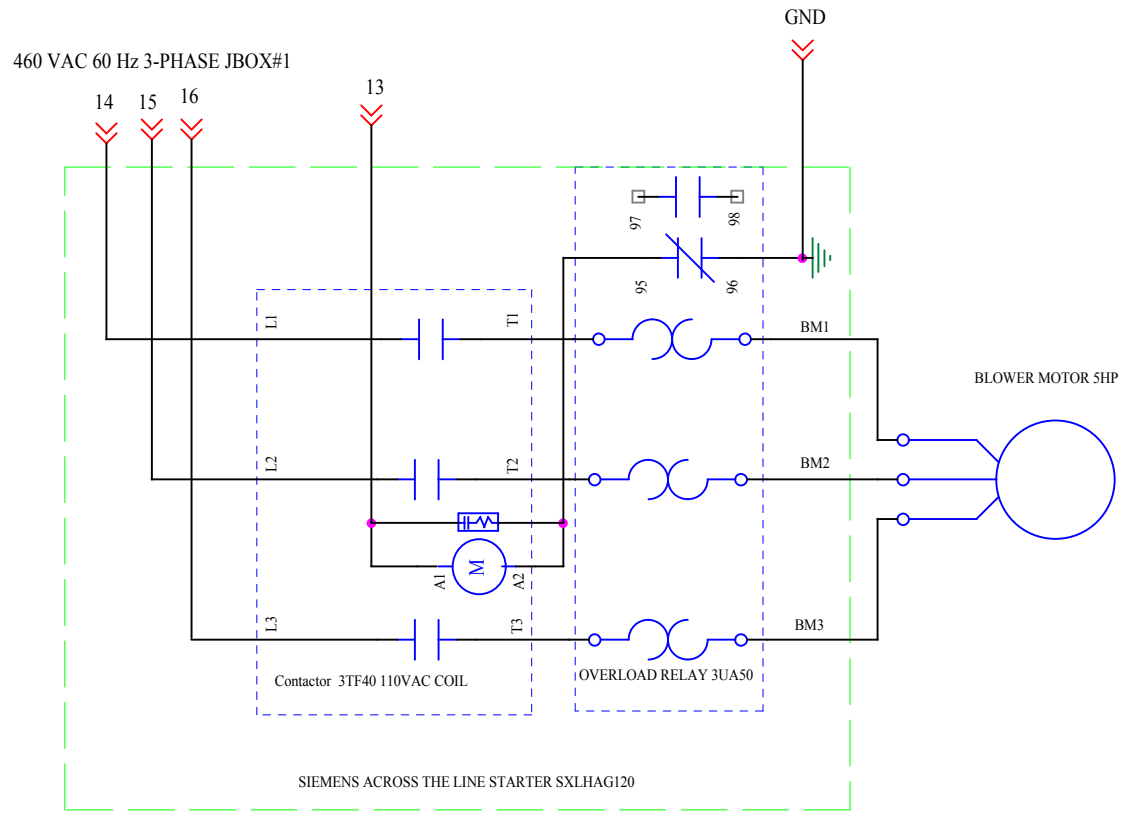 GND
460 VAC 60 Hz 3-PHASE JBOX#1
14
15
16
13
97
98
95
96
L1
T1
BM1
BLOWER MOTOR 5HP
L2
T2
BM2
A1
M
A2
L3
T3
BM3
Contactor 3TF40 110VAC COIL
OVERLOAD RELAY 3UA50
SIEMENS ACROSS THE LINE STARTER SXLHAG120